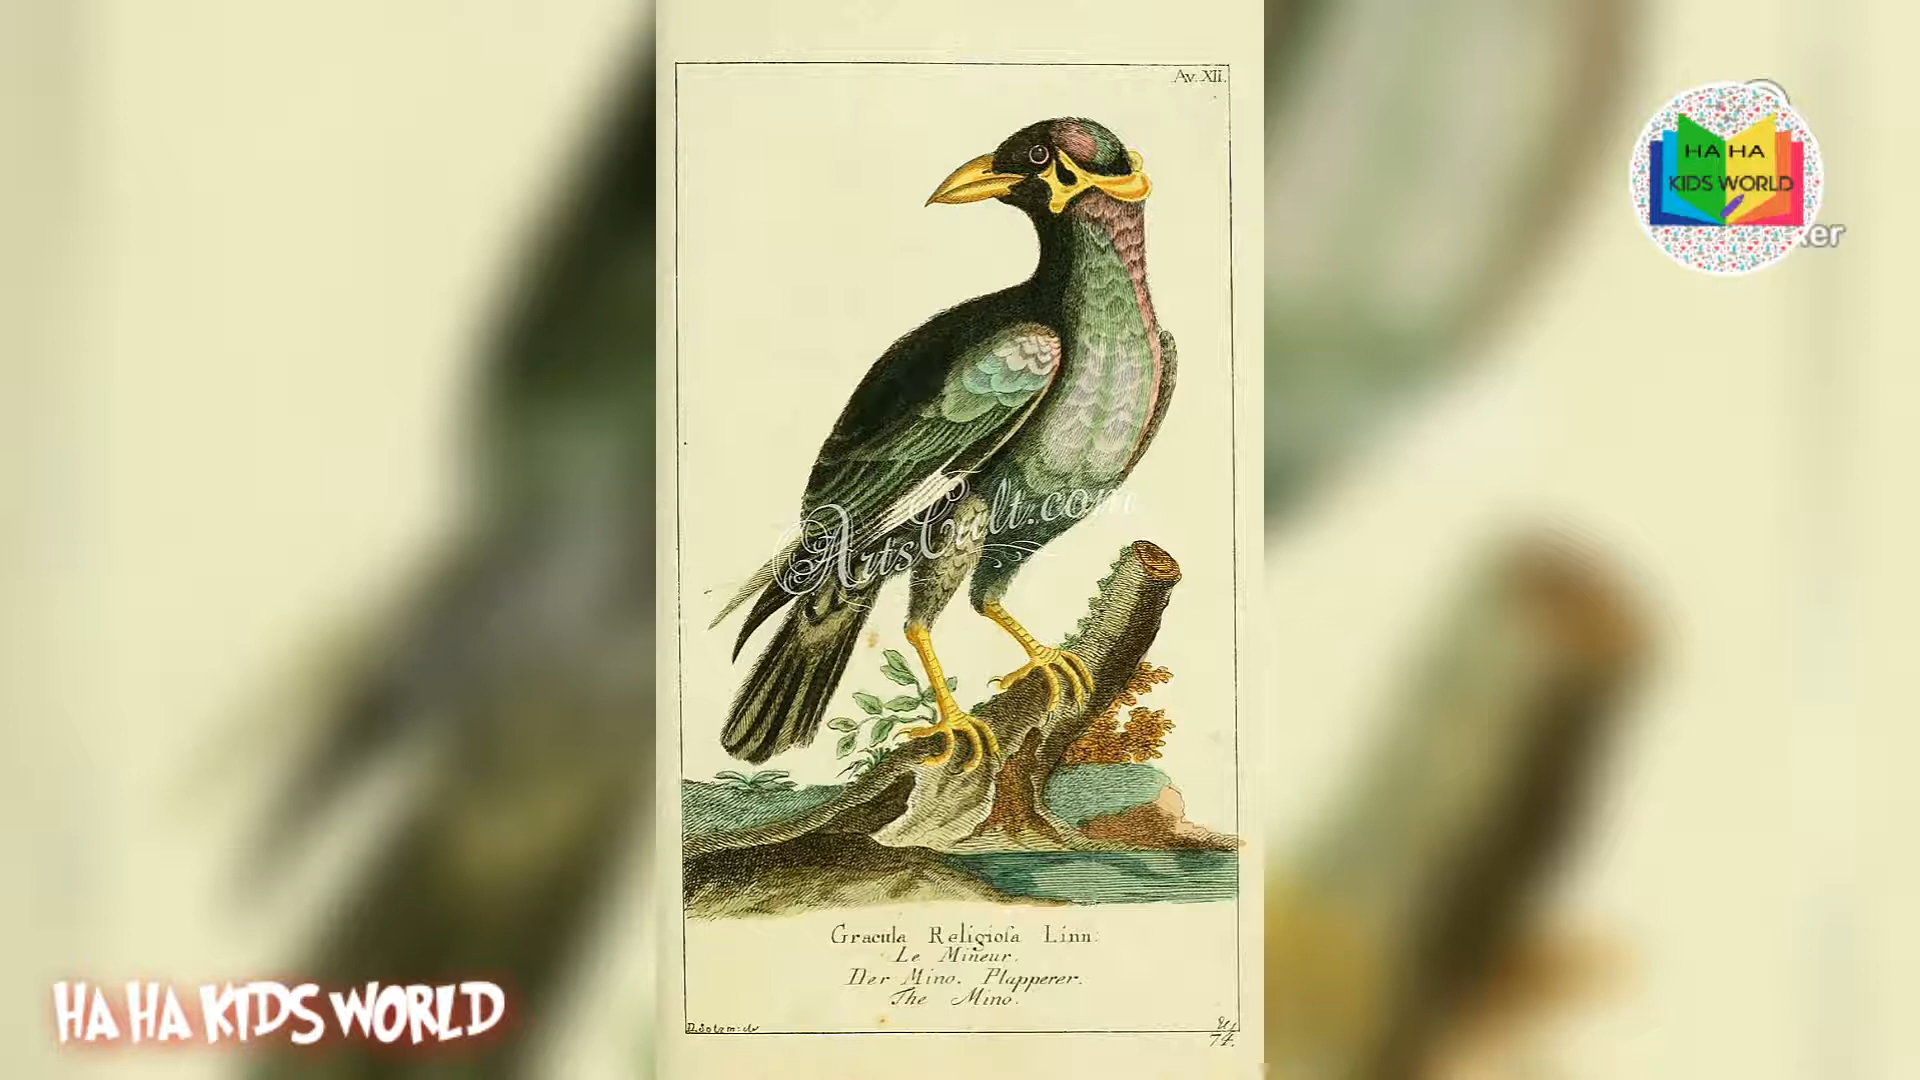 Av. XII.
HA HA
KIDS WORLD
ArtsCult.com
Gracula Religiosa Linn:
Le Mineur.
Der Mino. Plapperer.
The Mino.
74.
HA HA KIDS WORLD